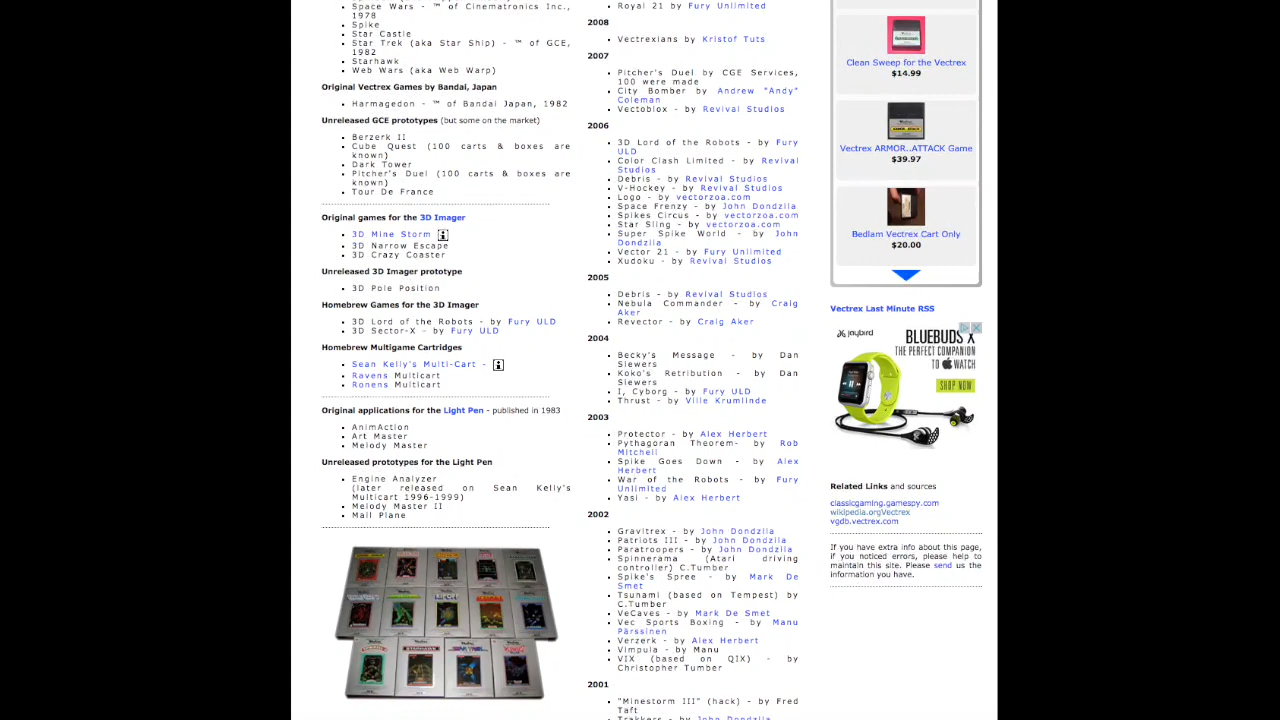 Space Wars - ™ of Cinematronics Inc.,
1978
Spike
Star Castle
Star Trek (aka Star Ship) - ™ of GCE,
1982
Starhawk
Web Wars (aka Web Warp)
Original Vectrex Games by Bandai, Japan
Harmagedon - ™ of Bandai Japan, 1982
Unreleased GCE prototypes (but some on the market)
Berzerk II
Cube Quest (100 carts & boxes are
known)
Dark Tower
Pitcher's Duel (100 carts & boxes are
known)
Tour De France
Original games for the 3D Imager
3D Mine Storm
3D Narrow Escape
3D Crazy Coaster
Unreleased 3D Imager prototype
3D Pole Position
Homebrew Games for the 3D Imager
3D Lord of the Robots - by Fury ULD
3D Sector-X - by Fury ULD
Homebrew Multigame Cartridges
Sean Kelly's Multi-Cart -
Ravens Multicart
Ronens Multicart
Original applications for the Light Pen - published in 1983
AnimAction
Art Master
Melody Master
Unreleased prototypes for the Light Pen
Engine Analyzer
(later released on Sean Kelly's
Multicart 1996-1999)
Melody Master II
Mail Plane
Royal 21 by Fury Unlimited
2008
Vectrexians by Kristof Tuts
2007
Pitcher's Duel by CGE Services,
100 were made
City Bomber by Andrew "Andy"
Coleman
Vectoblox - by Revival Studios
2006
3D Lord of the Robots - by Fury
ULD
Color Clash Limited - by Revival
Studios
Debris - by Revival Studios
V-Hockey - by Revival Studios
Logo - by vectorzoa.com
Space Frenzy - by John Dondzila
Spikes Circus - by vectorzoa.com
Star Sling - by vectorzoa.com
Super Spike World - by John
Dondzila
Vector 21 - by Fury Unlimited
Xudoku - by Revival Studios
2005
Debris - by Revival Studios
Nebula Commander - by Craig
Aker
Revector - by Craig Aker
2004
Becky's Message - by Dan
Siewers
Koko's Retribution - by Dan
Siewers
I, Cyborg - by Fury ULD
Thrust - by Ville Krumlinde
2003
Protector - by Alex Herbert
Pythagoran Theorem- by Rob
Mitchell
Spike Goes Down - by Alex
Herbert
War of the Robots - by Fury
Unlimited
Yasi - by Alex Herbert
2002
Gravitrex - by John Dondzila
Patriots III - by John Dondzila
Paratroopers - by John Dondzila
Spinnerama (Atari driving
controller) C.Tumber
Spike's Spree - by Mark De
Smet
Tsunami (based on Tempest) by
C.Tumber
VeCaves - by Mark De Smet
Vec Sports Boxing - by Manu
Pärssinen
Verzerk - by Alex Herbert
Vimpula - by Manu
VIX (based on QIX) - by
Christopher Tumber
2001
"Minestorm III" (hack) - by Fred
Taft
Trakkers - by John Dondzila
Clean Sweep for the Vectrex
$14.99
Vectrex ARMOR..ATTACK Game
$39.97
Bedlam Vectrex Cart Only
$20.00
Vectrex Last Minute RSS
jaybird
BLUEBUDS X
THE PERFECT COMPANION
TO WATCH
SHOP NOW
Related Links and sources
classicgaming.gamespy.com
wikipedia.orgVectrex
vgdb.vectrex.com
If you have extra info about this page,
if you noticed errors, please help to
maintain this site. Please send us the
information you have.